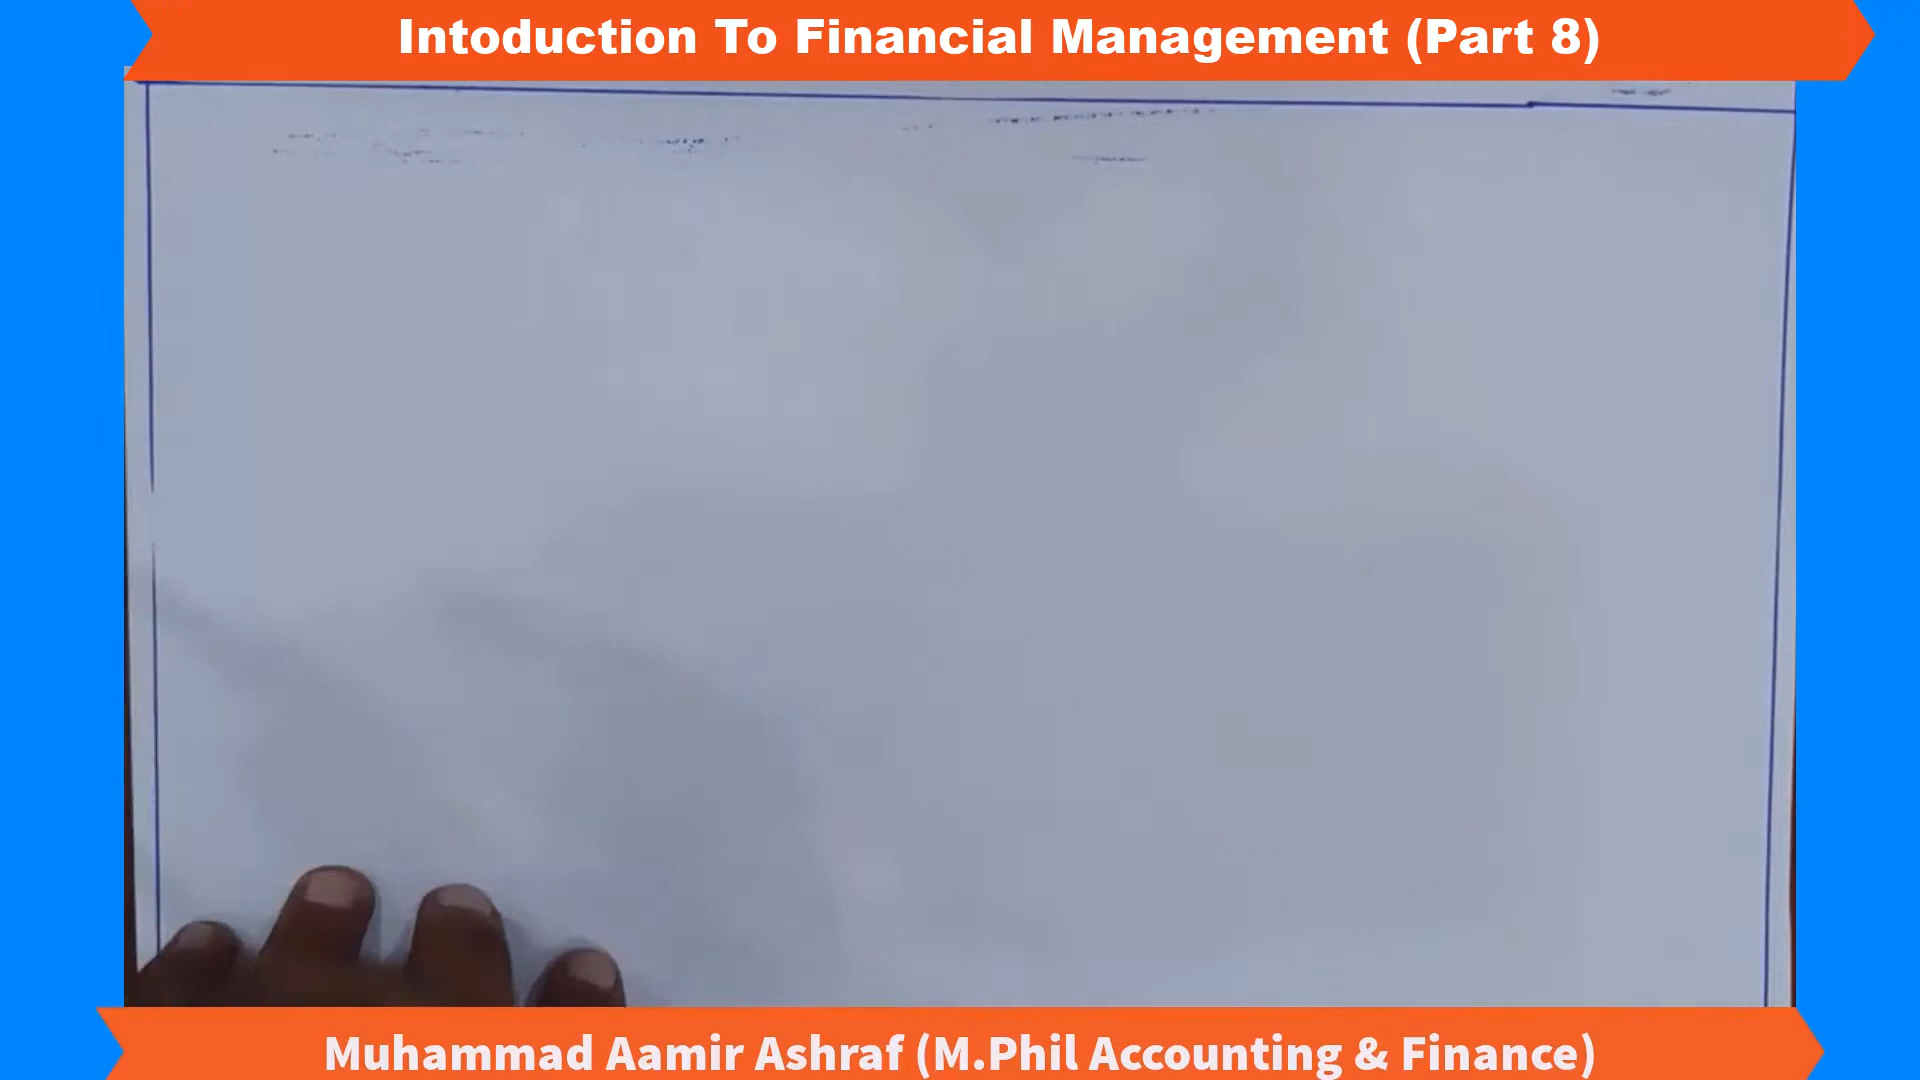 Intoduction To Financial Management (Part 8)
Muhammad Aamir Ashraf (M.Phil Accounting & Finance)